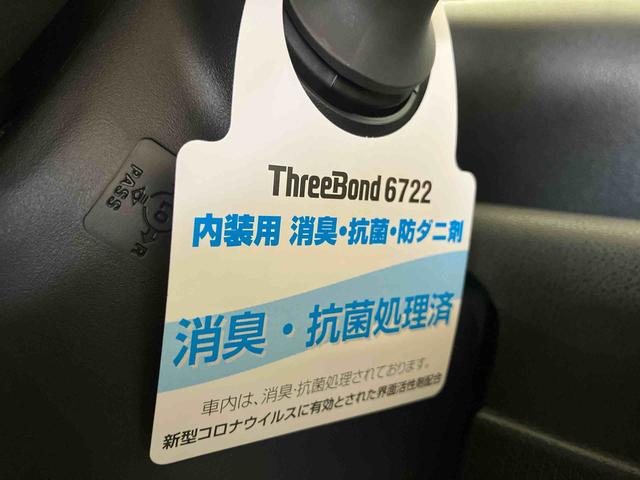 ThreeBond 6722
内装用 消臭・抗菌・防ダニ剤
消臭・抗菌処理済
車内は、消臭・抗菌処理されております。
新型コロナウイルスに有効とされた界面活性剤配合
PASS
LO
R